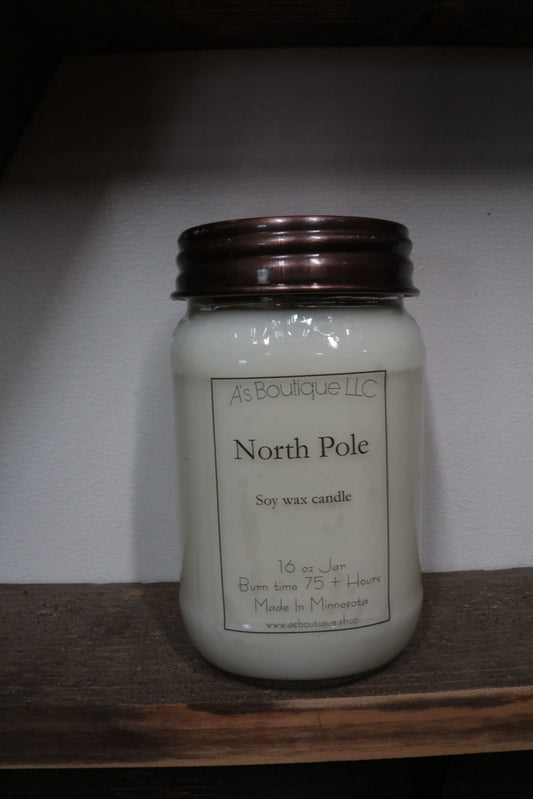 A's Boutique LLC
North Pole
Soy wax candle
16 oz Jar
Burn time 75 + Hours
Made In Minnesota
www.asboutique.shop